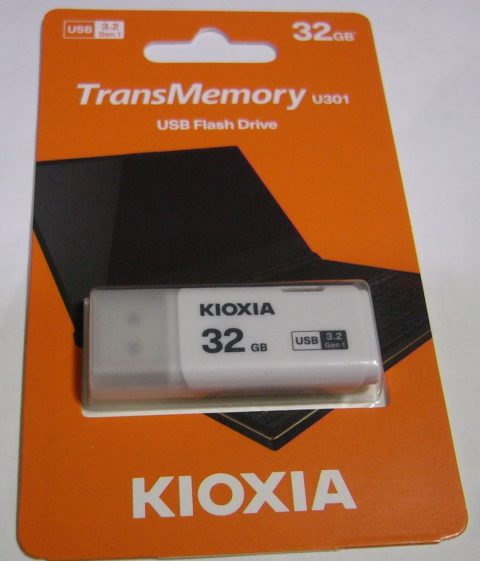 USB 3.2 Gen 1
32GB
TransMemory U301
USB Flash Drive
KIOXIA
32 GB
USB 3.2 Gen 1
KIOXIA